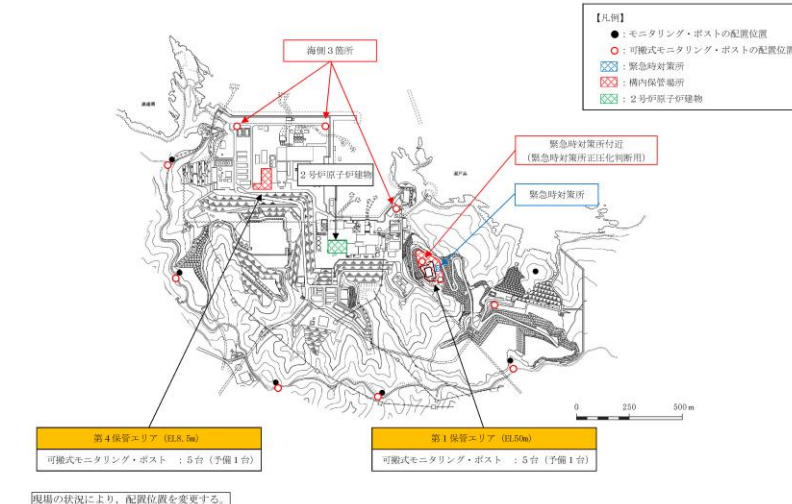 【凡例】
●：モニタリング・ポストの配置位置
○：可搬式モニタリング・ポストの配置位置
：緊急時対策所
：構内保管場所
：２号炉原子炉建物
海側３箇所
緊急時対策所付近
（緊急時対策所正圧化判断用）
２号炉原子炉建物
緊急時対策所
0 250 500 m
第４保管エリア（EL8.5m）
可搬式モニタリング・ポスト ：５台（予備１台）
第１保管エリア（EL50m）
可搬式モニタリング・ポスト ：５台（予備１台）
現場の状況により，配置位置を変更する。